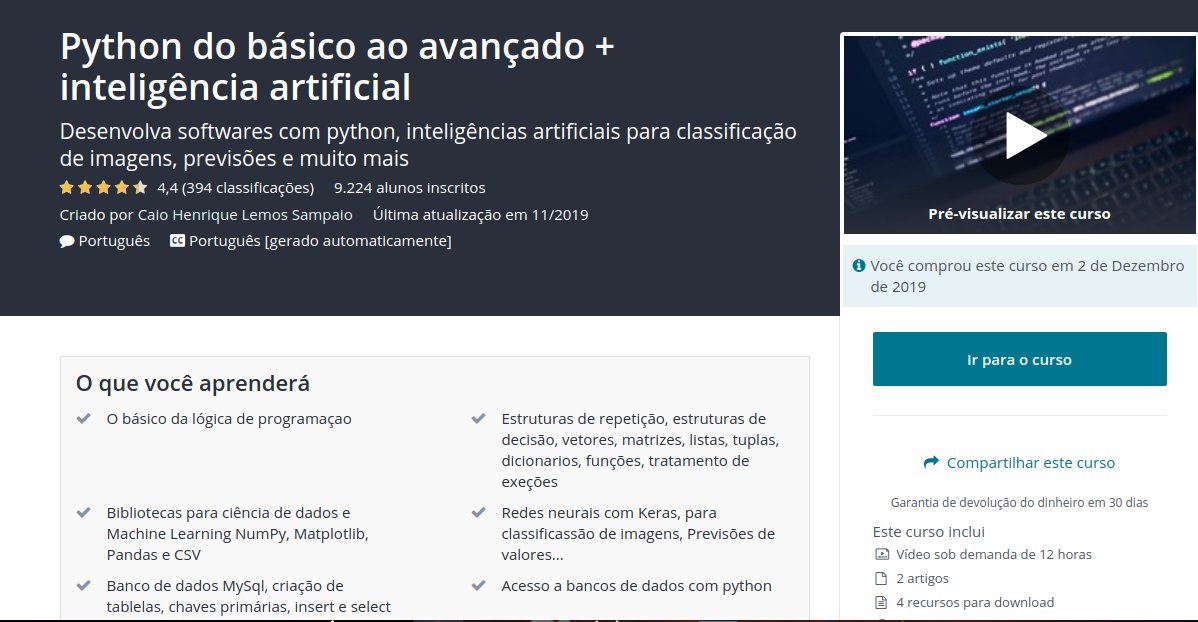 Python do básico ao avançado +
inteligência artificial
Desenvolva softwares com python, inteligências artificiais para classificação
de imagens, previsões e muito mais
4,4 (394 classificações) 9.224 alunos inscritos
Criado por Caio Henrique Lemos Sampaio Última atualização em 11/2019
Português CC Português [gerado automaticamente]
Pré-visualizar este curso
Você comprou este curso em 2 de Dezembro
de 2019
Ir para o curso
Compartilhar este curso
Garantia de devolução do dinheiro em 30 dias
Este curso inclui
Vídeo sob demanda de 12 horas
2 artigos
4 recursos para download
O que você aprenderá
O básico da lógica de programaçao
Estruturas de repetição, estruturas de
decisão, vetores, matrizes, listas, tuplas,
dicionarios, funções, tratamento de
exeções
Bibliotecas para ciência de dados e
Machine Learning NumPy, Matplotlib,
Pandas e CSV
Redes neurais com Keras, para
classificassão de imagens, Previsões de
valores...
Banco de dados MySql, criação de
tablelas, chaves primárias, insert e select
Acesso a bancos de dados com python